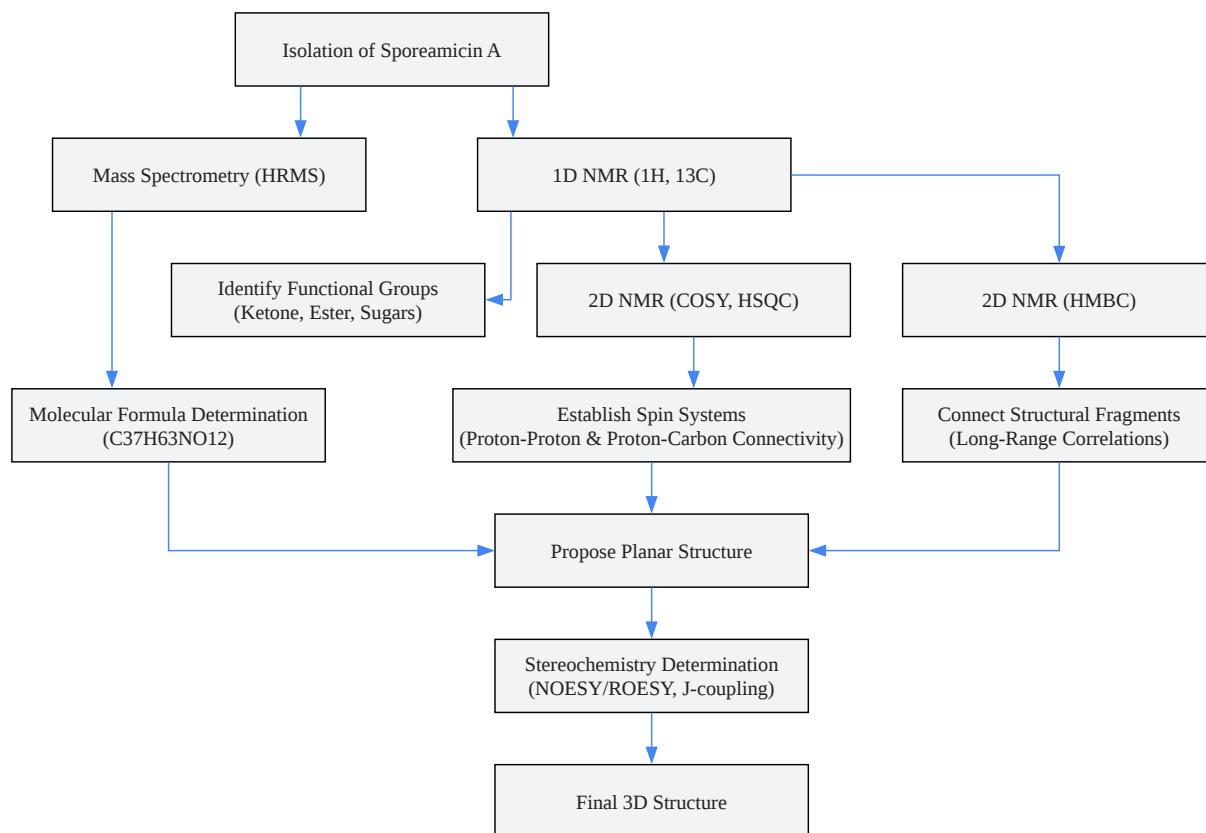 Isolation of Sporeamicin A
Mass Spectrometry (HRMS)
1D NMR (1H, 13C)
Identify Functional Groups
(Ketone, Ester, Sugars)
2D NMR (COSY, HSQC)
2D NMR (HMBC)
Molecular Formula Determination
(C37H63NO12)
Establish Spin Systems
(Proton-Proton & Proton-Carbon Connectivity)
Connect Structural Fragments
(Long-Range Correlations)
Propose Planar Structure
Stereochemistry Determination
(NOESY/ROESY, J-coupling)
Final 3D Structure